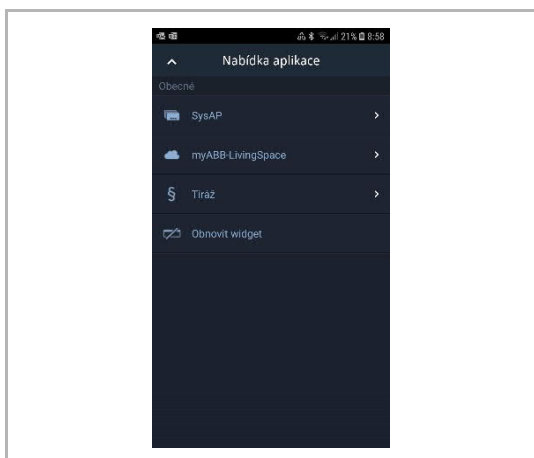 21% 8:58
Nabídka aplikace
Obecné
SysAP
myABB-LivingSpace
§ Tiráž
Obnovit widget